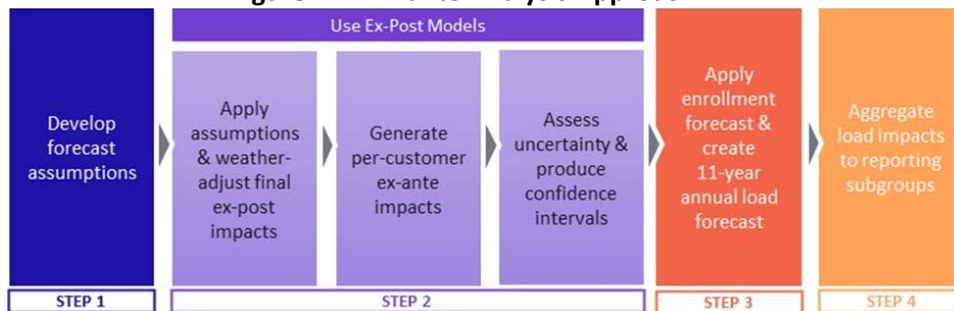 Use Ex-Post Models
Develop
forecast
assumptions
Apply
assumptions
& weather-
adjust final
ex-post
impacts
Generate
per-customer
ex-ante
impacts
Assess
uncertainty &
produce
confidence
intervals
Apply
enrollment
forecast &
create
11-year
annual load
forecast
Aggregate
load impacts
to reporting
subgroups
STEP 1
STEP 2
STEP 3
STEP 4